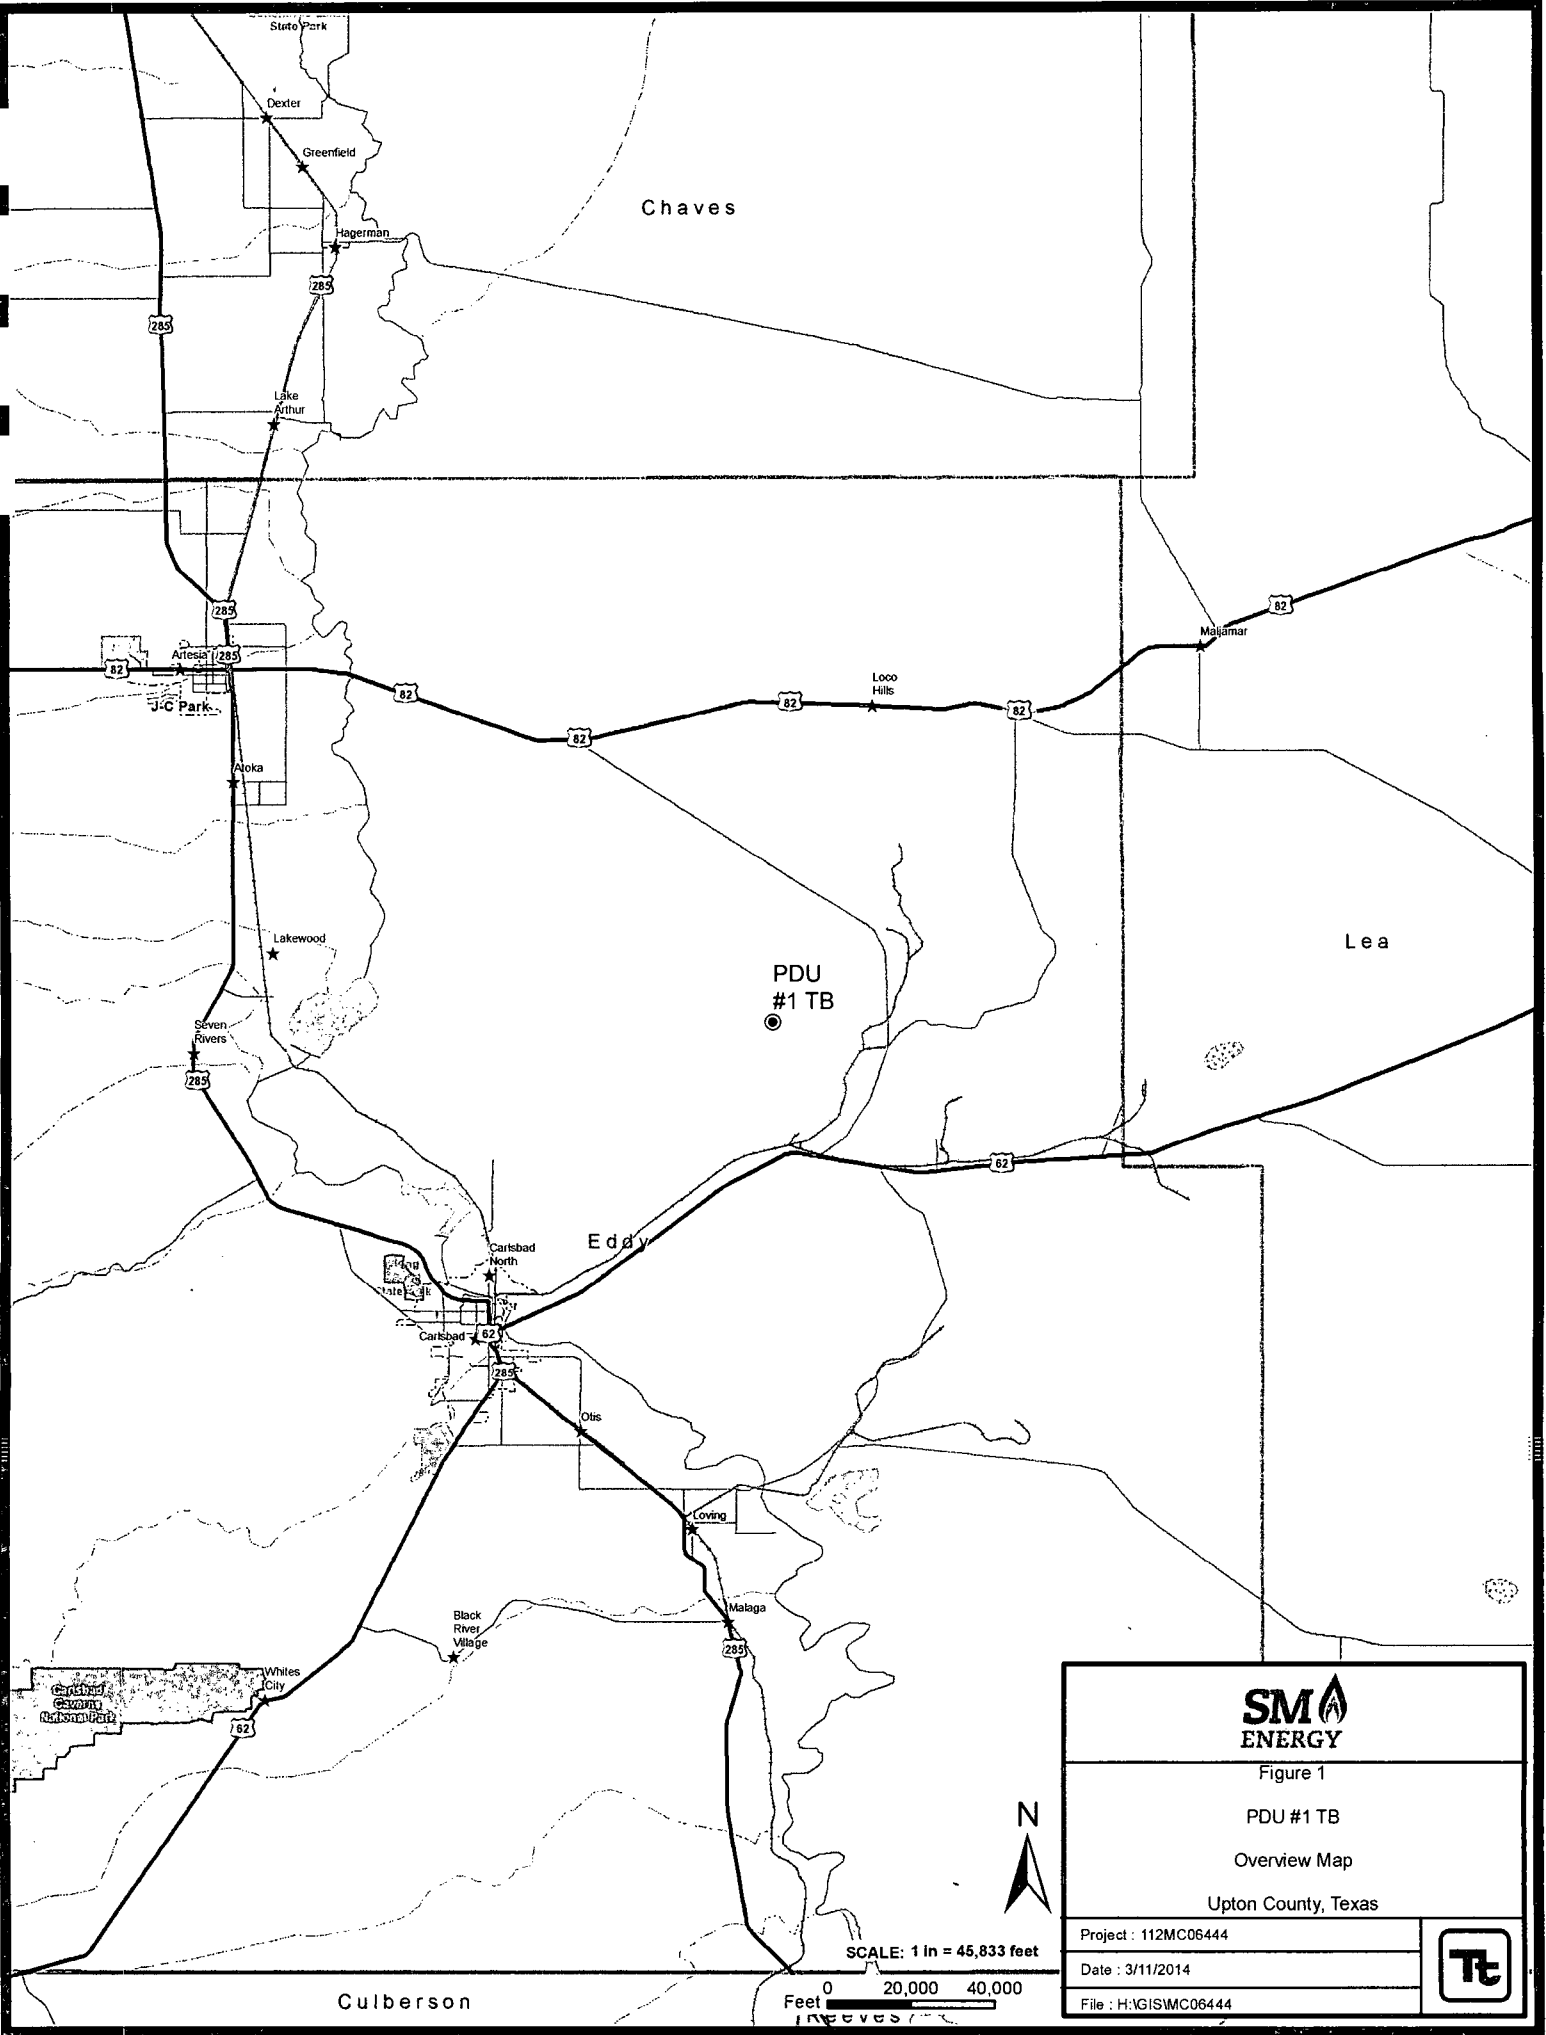 State Park
Dexter
Greenfield
Chaves
Hagerman
285
285
Lake
Arthur
285
82
Maljamar
Artesia
285
82
Loco
Hills
82
82
82
82
J-C Park
Atoka
Lea
Lakewood
PDU
#1 TB
Seven
Rivers
285
62
Eddy
Carlsbad
North
Carlsbad
62
285
Otis
Loving
Malaga
Black
River
Village
285
Whites
City
Carlsbad
Caverns
National Park
62
SM
ENERGY
Figure 1
PDU #1 TB
Overview Map
Upton County, Texas
N
Project : 112MC06444
SCALE: 1 in = 45,833 feet
Date : 3/11/2014
Tt
0 20,000 40,000
Feet
File : H:\GIS\MC06444
Culberson
Reeves